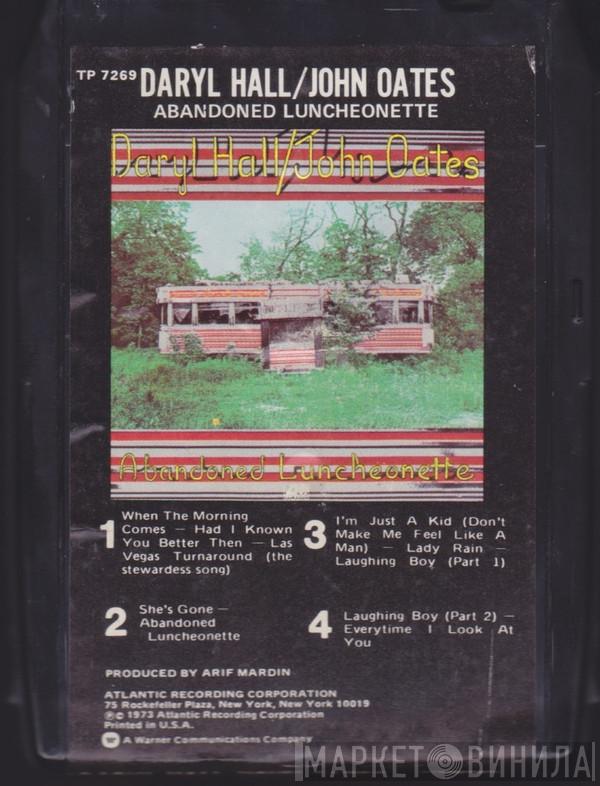 TP 7269 DARYL HALL/JOHN OATES
ABANDONED LUNCHEONETTE
Daryl Hall/John Oates
Abandoned Luncheonette
1 When The Morning
Comes – Had I Known
You Better Then – Las
Vegas Turnaround (the
stewardess song)
2 She's Gone –
Abandoned
Luncheonette
3 I'm Just A Kid (Don't
Make Me Feel Like A
Man) – Lady Rain –
Laughing Boy (Part 1)
4 Laughing Boy (Part 2) –
Everytime I Look At
You
PRODUCED BY ARIF MARDIN
ATLANTIC RECORDING CORPORATION
75 Rockefeller Plaza, New York, New York 10019
℗© 1973 Atlantic Recording Corporation
Printed in U.S.A.
A Warner Communications Company
МАРКЕТ ВИНИЛА